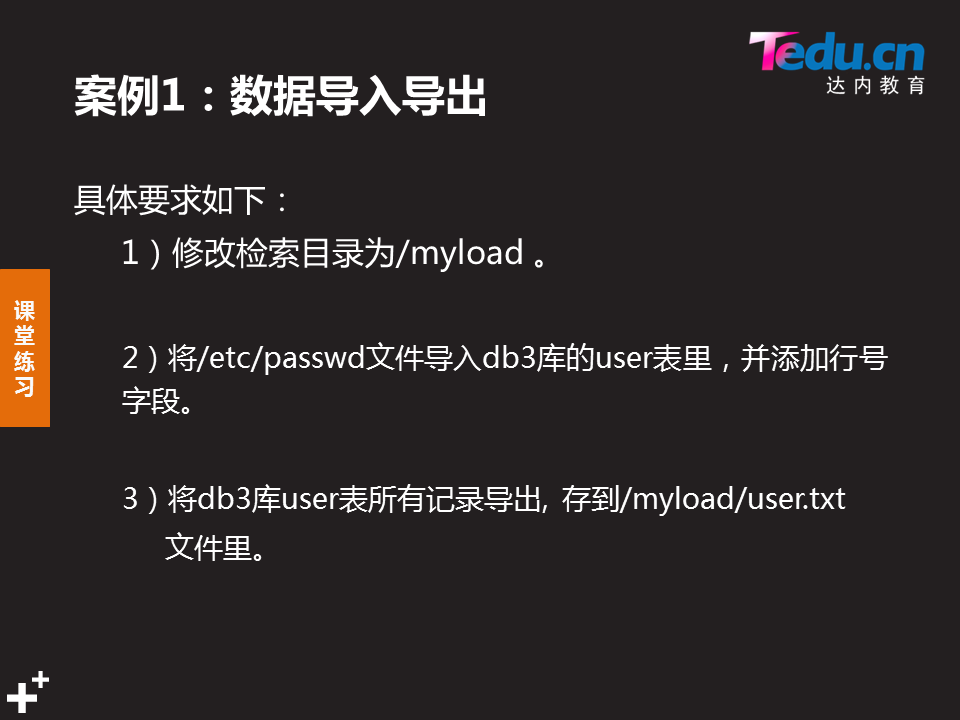 Tedu.cn
达内教育
案例1：数据导入导出
具体要求如下：
1）修改检索目录为/myload 。
课堂练习
2）将/etc/passwd文件导入db3库的user表里，并添加行号
字段。
3）将db3库user表所有记录导出, 存到/myload/user.txt
文件里。